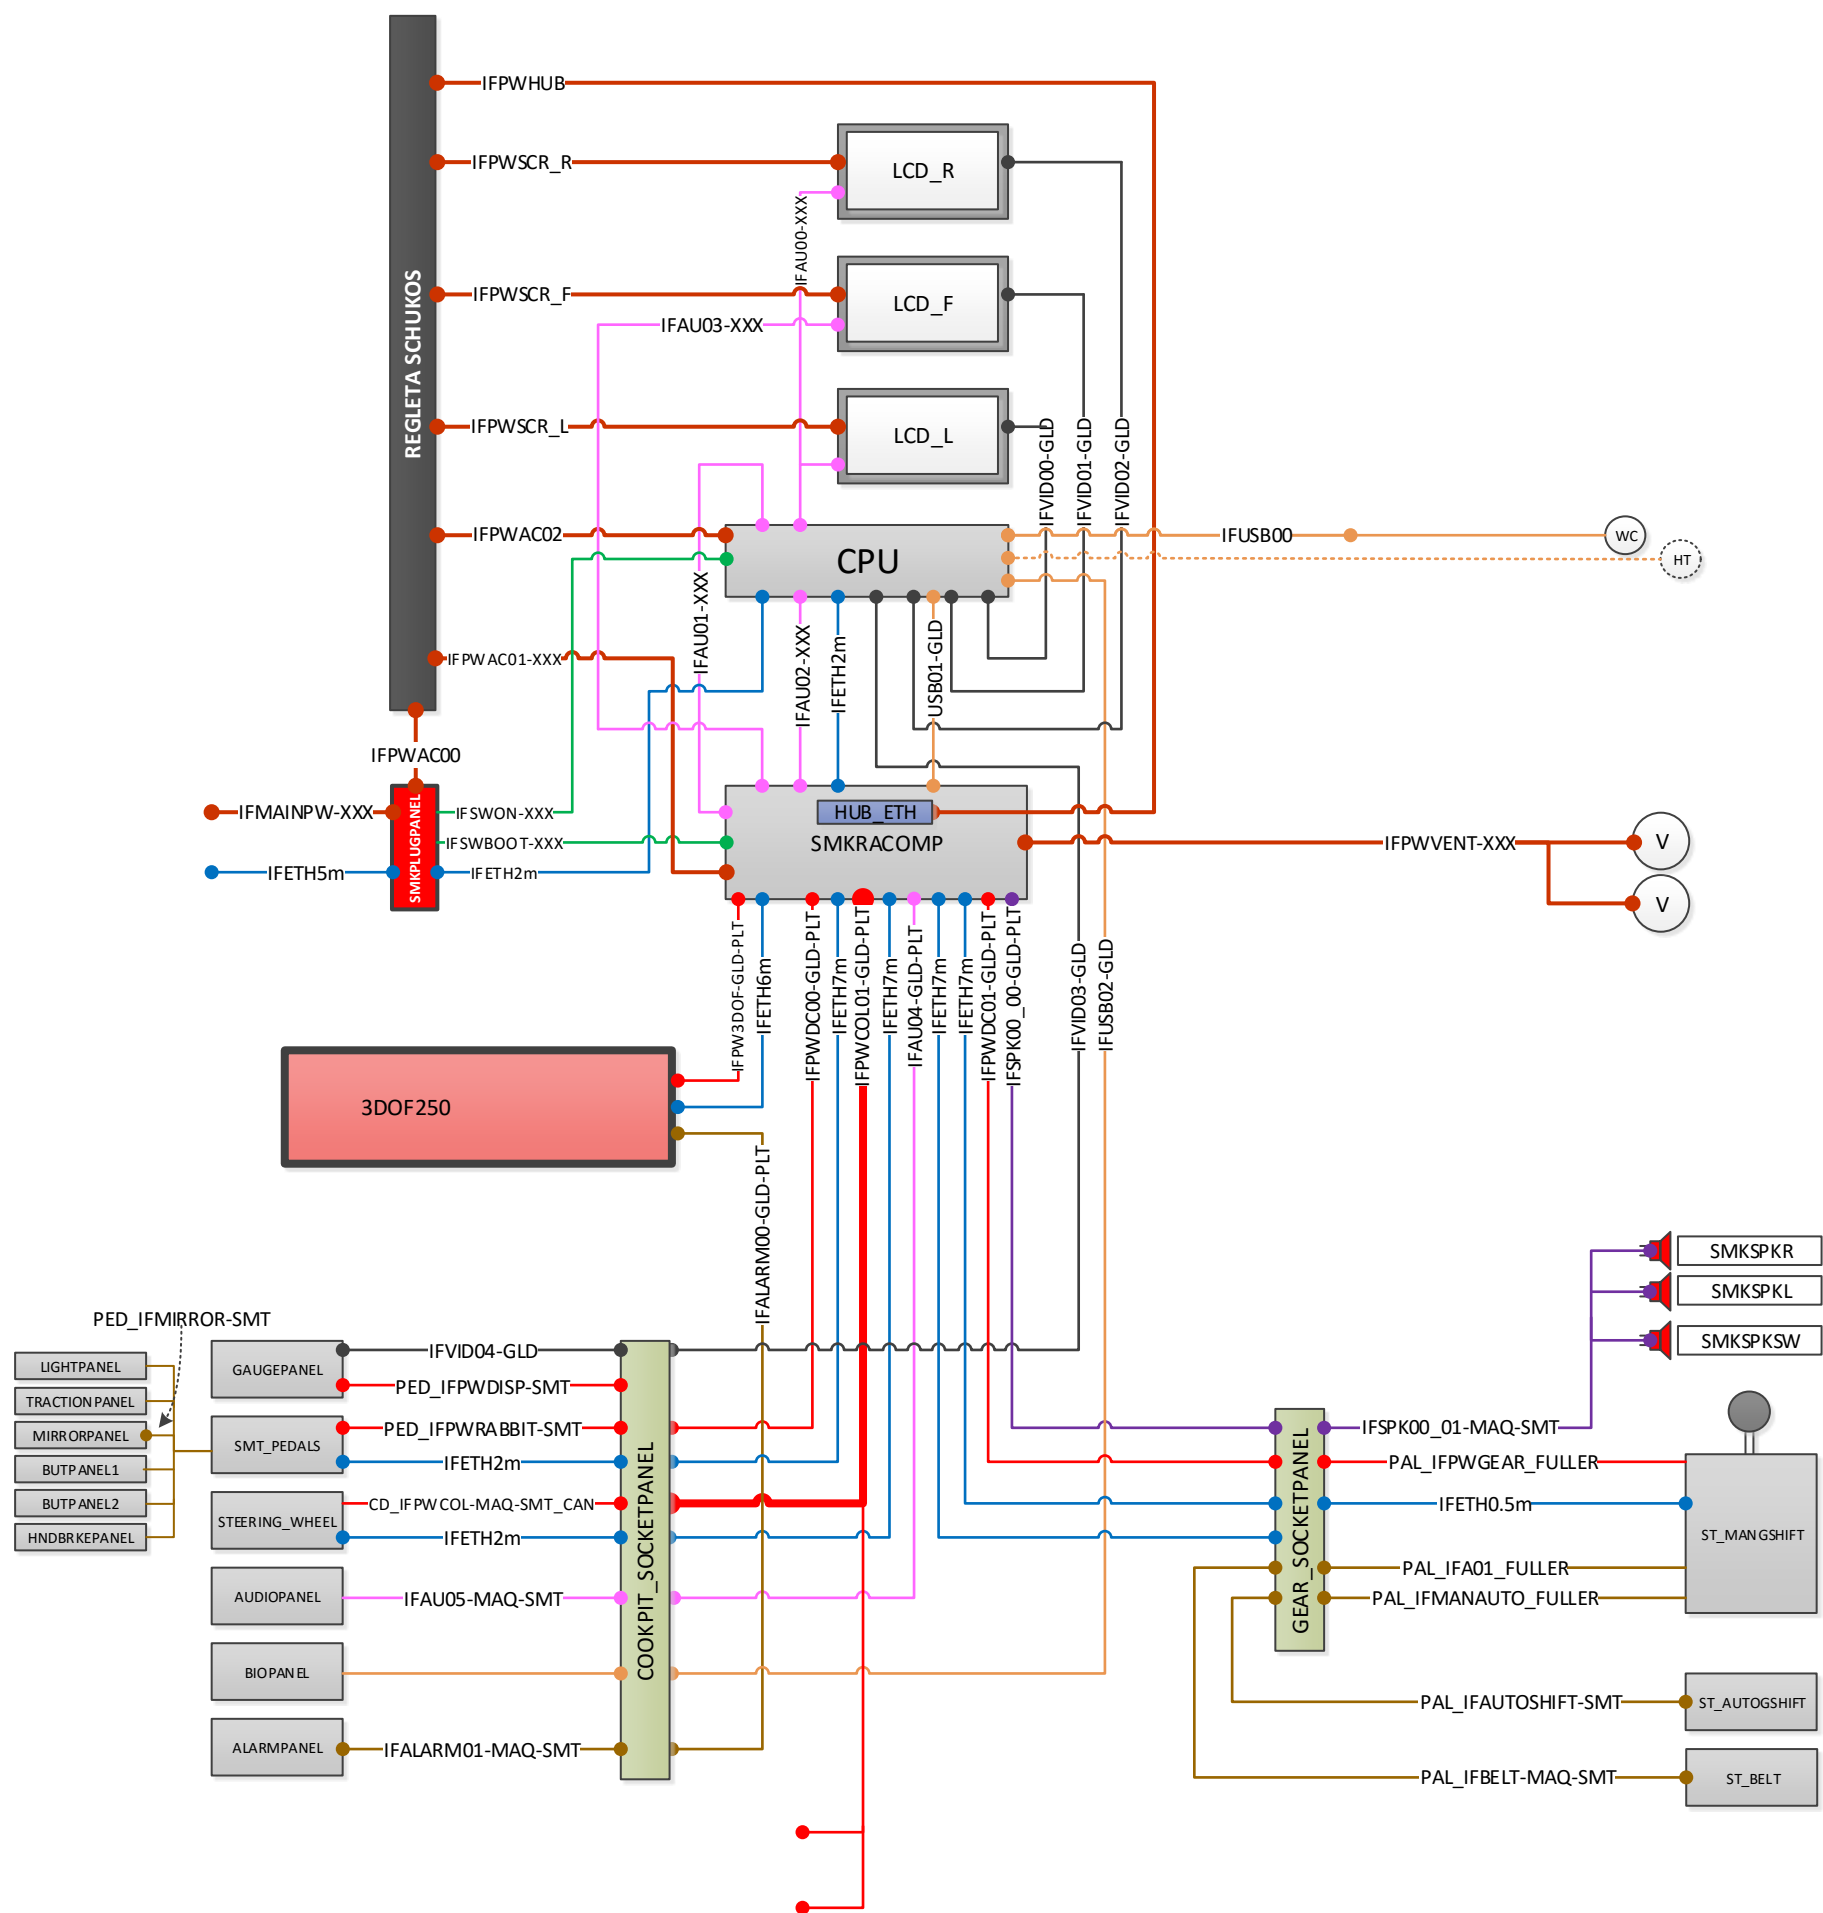 IFPWHUB
IFPWSCR_R
LCD_R
IFAU00-XXX
REGLETA SCHUKOS
IFPWSCR_F
LCD_F
IFAU03-XXX
IFPWSCR_L
LCD_L
IFVID00-GLD
IFVID01-GLD
IFVID02-GLD
IFPWAC02
CPU
IFUSB00
WC
HT
IFAU01-XXX
IFAU02-XXX
IFETH2m
USB01-GLD
IFPWAC01-XXX
IFPWAC00
IFMAINPW-XXX
SMKPLUGPANEL
IFSWON-XXX
IFSWBOOT-XXX
IFETH5m
IFETH2m
HUB_ETH
SMKRACOMP
IFPWVENT-XXX
V
V
IFPW3DOF-GLD-PLT
IFETH6m
IFPWDC00-GLD-PLT
IFETH7m
IFPWCOL01-GLD-PLT
IFETH7m
IFAU04-GLD-PLT
IFETH7m
IFETH7m
IFPWDC01-GLD-PLT
IFSPK00_00-GLD-PLT
IFVID03-GLD
IFUSB02-GLD
3DOF250
IFALARM00-GLD-PLT
SMKSPKR
SMKSPKL
SMKSPKSW
PED_IFMIRROR-SMT
LIGHTPANEL
TRACTIONPANEL
MIRRORPANEL
BUTPANEL1
BUTPANEL2
HNDBRKEPANEL
GAUGEPANEL
IFVID04-GLD
PED_IFPWDISP-SMT
SMT_PEDALS
PED_IFPWRABBIT-SMT
IFETH2m
STEERING_WHEEL
CD_IFPWCOL-MAQ-SMT_CAN
IFETH2m
AUDIOPANEL
IFAU05-MAQ-SMT
BIOPANEL
ALARMPANEL
IFALARM01-MAQ-SMT
COOKPIT_SOCKETPANEL
GEAR_SOCKETPANEL
IFSPK00_01-MAQ-SMT
PAL_IFPWGEAR_FULLER
IFETH0.5m
ST_MANGSHIFT
PAL_IFA01_FULLER
PAL_IFMANAUTO_FULLER
PAL_IFAUTOSHIFT-SMT
ST_AUTOGSHIFT
PAL_IFBELT-MAQ-SMT
ST_BELT